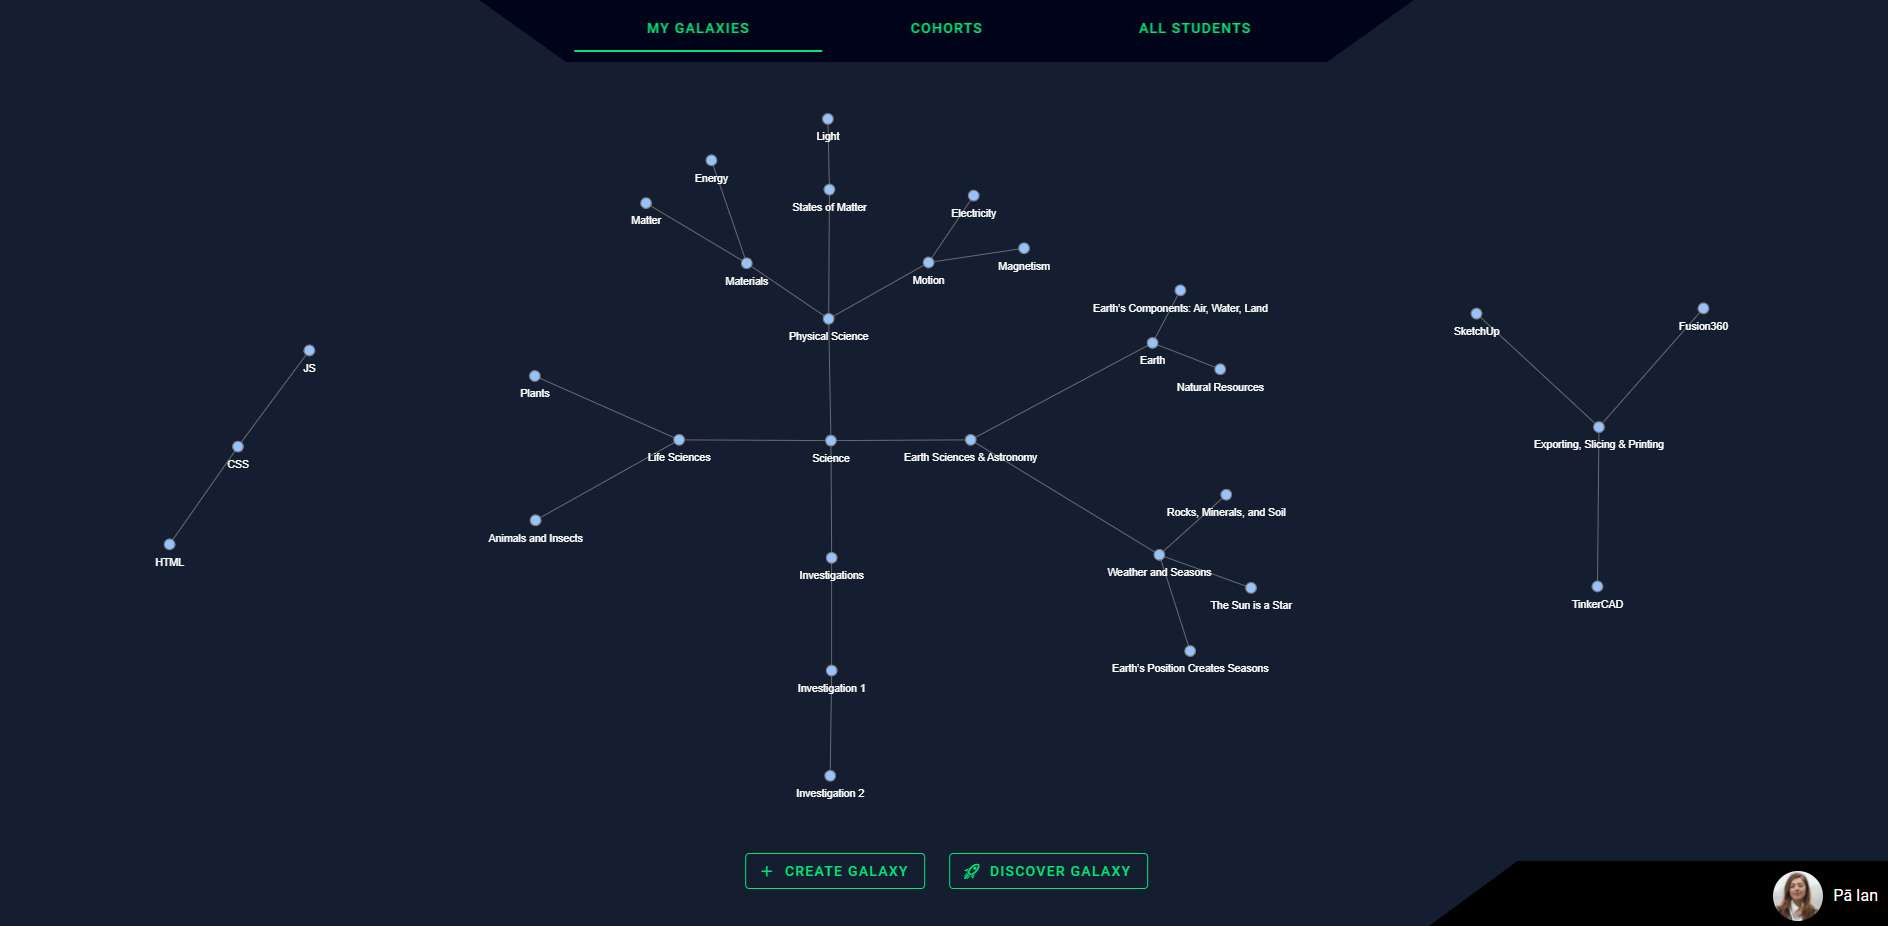 MY GALAXIES
COHORTS
ALL STUDENTS
Light
Energy
States of Matter
Electricity
Matter
Magnetism
Materials
Motion
Earth's Components: Air, Water, Land
Fusion360
SketchUp
Physical Science
Earth
JS
Natural Resources
Plants
Exporting, Slicing & Printing
Life Sciences
Science
Earth Sciences & Astronomy
CSS
Rocks, Minerals, and Soil
Animals and Insects
HTML
Weather and Seasons
Investigations
TinkerCAD
The Sun is a Star
Earth's Position Creates Seasons
Investigation 1
Investigation 2
CREATE GALAXY
DISCOVER GALAXY
Pā Ian